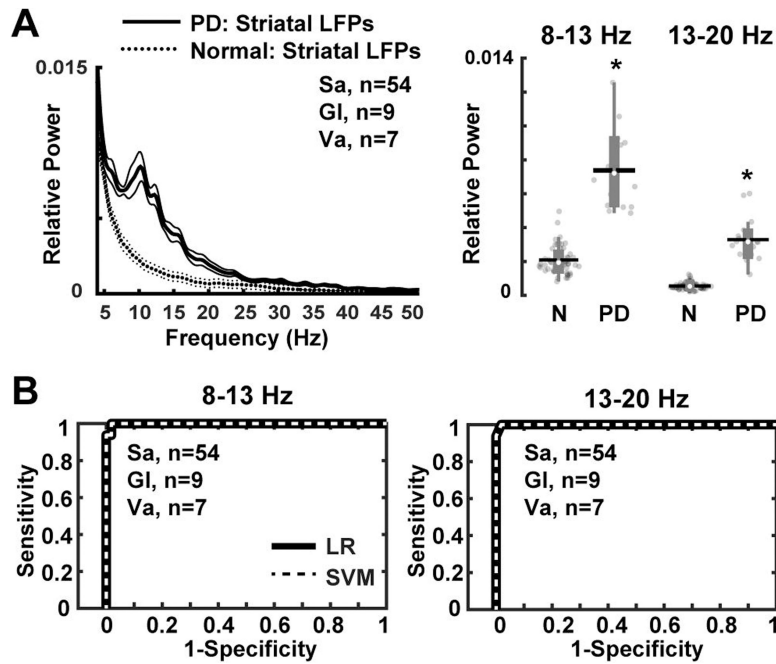 A
PD: Striatal LFPs
Normal: Striatal LFPs
Sa, n=54
Gl, n=9
Va, n=7
0.015
0
Relative Power
5 10 15 20 25 30 35 40 45 50
Frequency (Hz)
8-13 Hz 13-20 Hz
0.014
0
Relative Power
* *
N PD N PD
B
8-13 Hz
Sa, n=54
Gl, n=9
Va, n=7
LR
SVM
1
0.8
0.6
0.4
0.2
0
Sensitivity
0 0.2 0.4 0.6 0.8 1
1-Specificity
13-20 Hz
Sa, n=54
Gl, n=9
Va, n=7
1
0.8
0.6
0.4
0.2
0
Sensitivity
0 0.2 0.4 0.6 0.8 1
1-Specificity